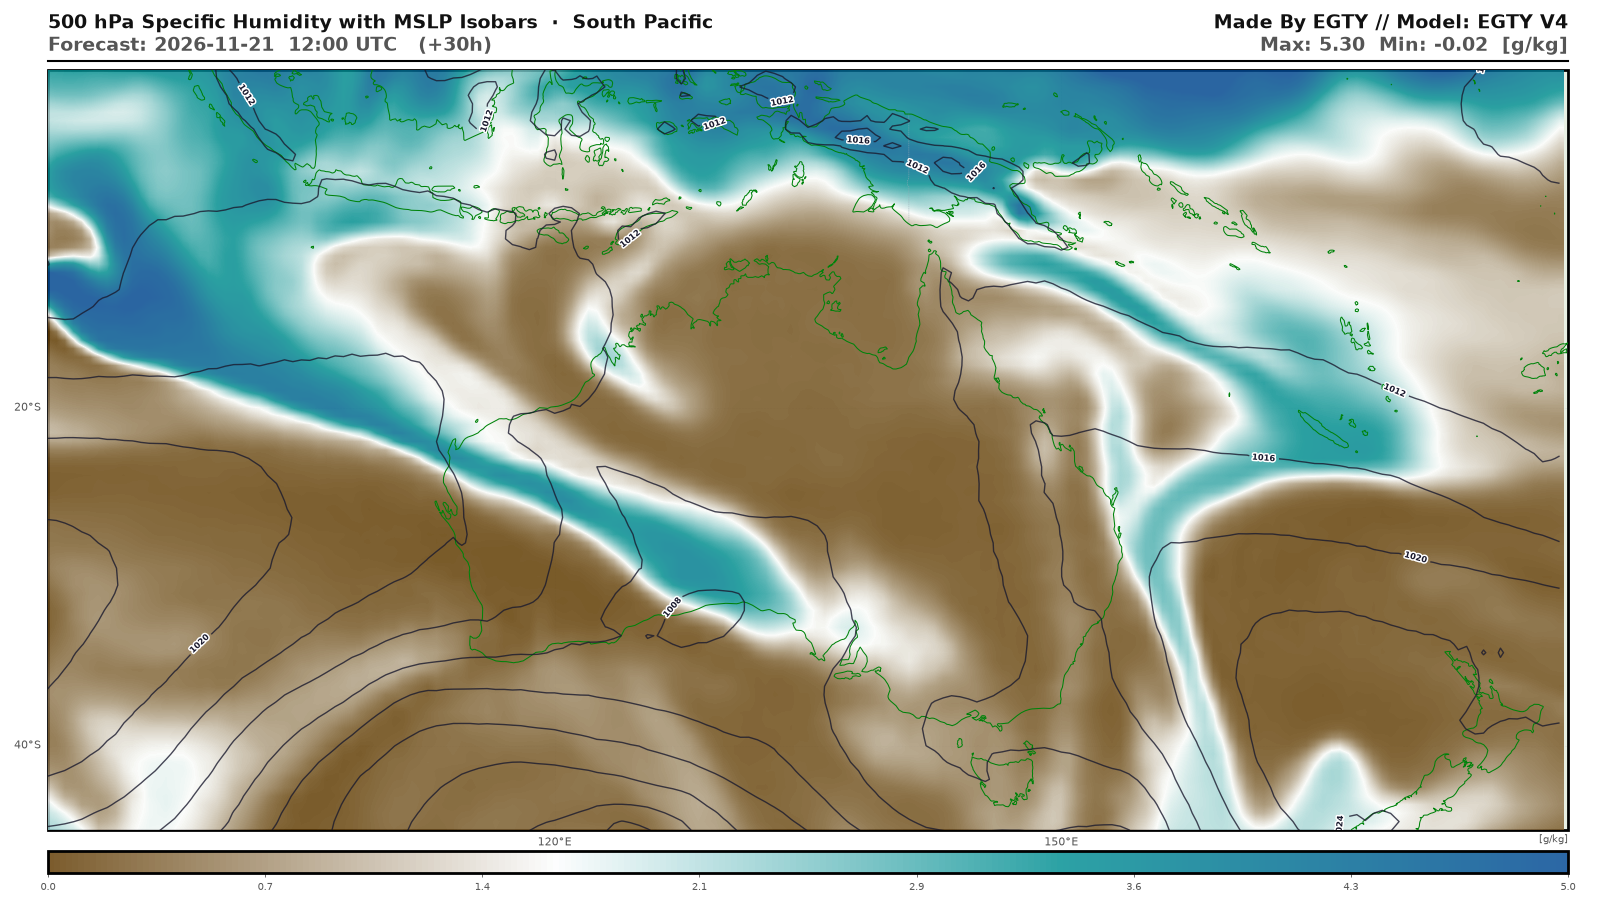 500 hPa Specific Humidity with MSLP Isobars · South Pacific
Made By EGTY // Model: EGTY V4
Forecast: 2026-11-21 12:00 UTC (+30h)
Max: 5.30 Min: -0.02 [g/kg]
1012
1012
1012
1012
1016
1012
1016
1012
20°S
1012
1016
1020
1008
1020
40°S
024
120°E
150°E
[g/kg]
0.0 0.7 1.4 2.1 2.9 3.6 4.3 5.0